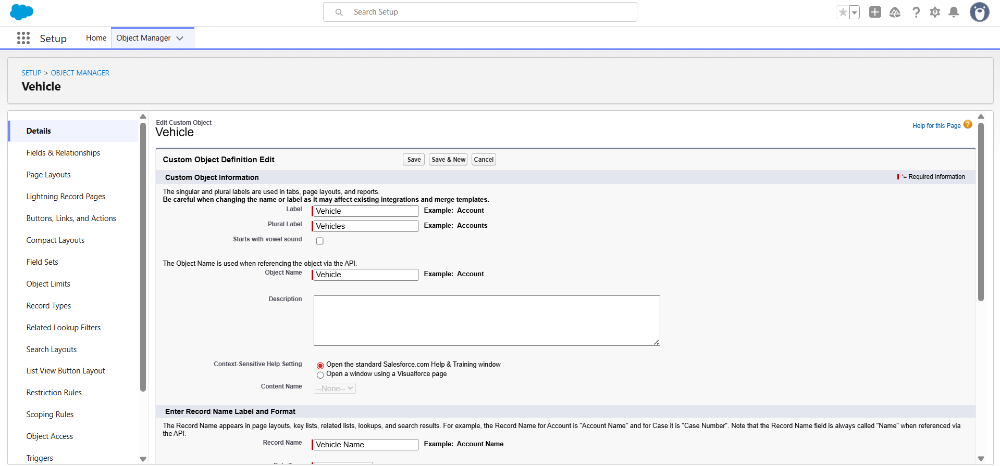 Search Setup
Setup
Home
Object Manager
SETUP > OBJECT MANAGER
Vehicle
Details
Fields & Relationships
Page Layouts
Lightning Record Pages
Buttons, Links, and Actions
Compact Layouts
Field Sets
Object Limits
Record Types
Related Lookup Filters
Search Layouts
List View Button Layout
Restriction Rules
Scoping Rules
Object Access
Triggers
Edit Custom Object
Vehicle
Help for this Page ?
Custom Object Definition Edit
Save
Save & New
Cancel
Custom Object Information
*= Required Information
The singular and plural labels are used in tabs, page layouts, and reports.
Be careful when changing the name or label as it may affect existing integrations and merge templates.
Label Vehicle Example: Account
Plural Label Vehicles Example: Accounts
Starts with vowel sound
The Object Name is used when referencing the object via the API.
Object Name Vehicle Example: Account
Description
Context-Sensitive Help Setting Open the standard Salesforce.com Help & Training window
Open a window using a Visualforce page
Content Name --None--
Enter Record Name Label and Format
The Record Name appears in page layouts, key lists, related lists, lookups, and search results. For example, the Record Name for Account is "Account Name" and for Case it is "Case Number". Note that the Record Name field is always called "Name" when referenced via
the API.
Record Name Vehicle Name Example: Account Name